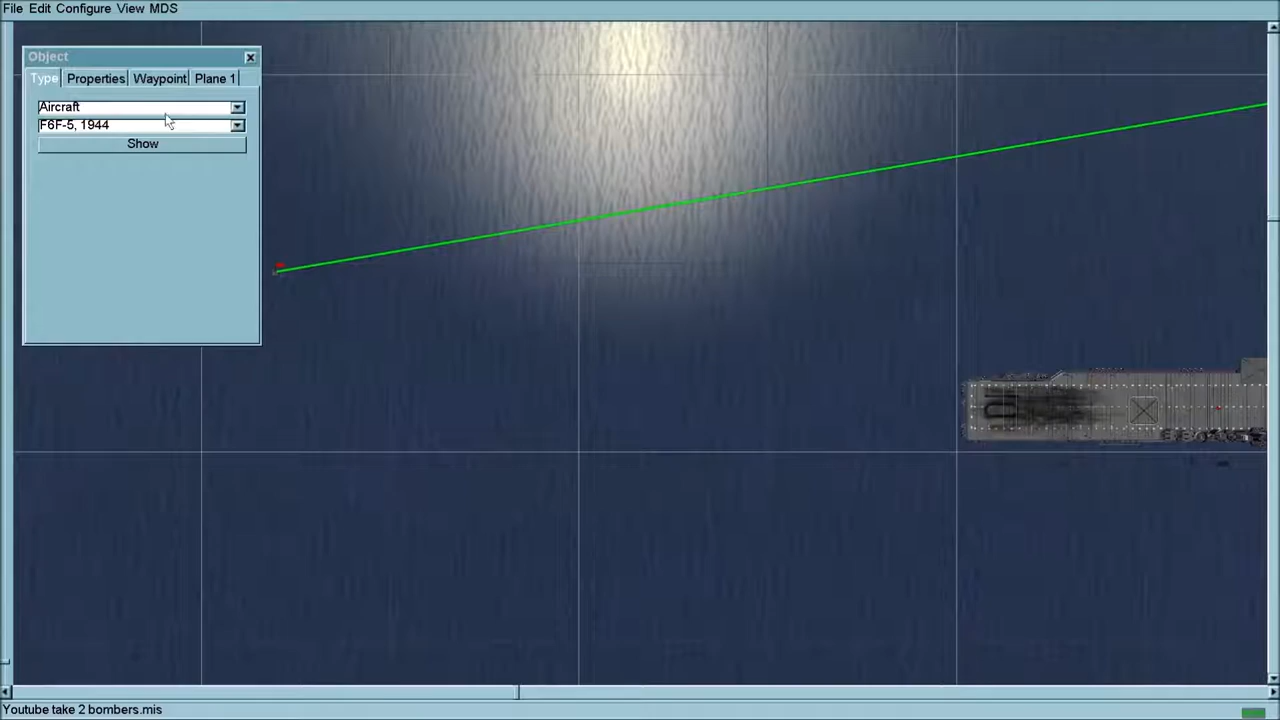 File Edit Configure View MDS
Object
Type Properties Waypoint Plane 1
Aircraft
F6F-5, 1944
Show
Youtube take 2 bombers.mis